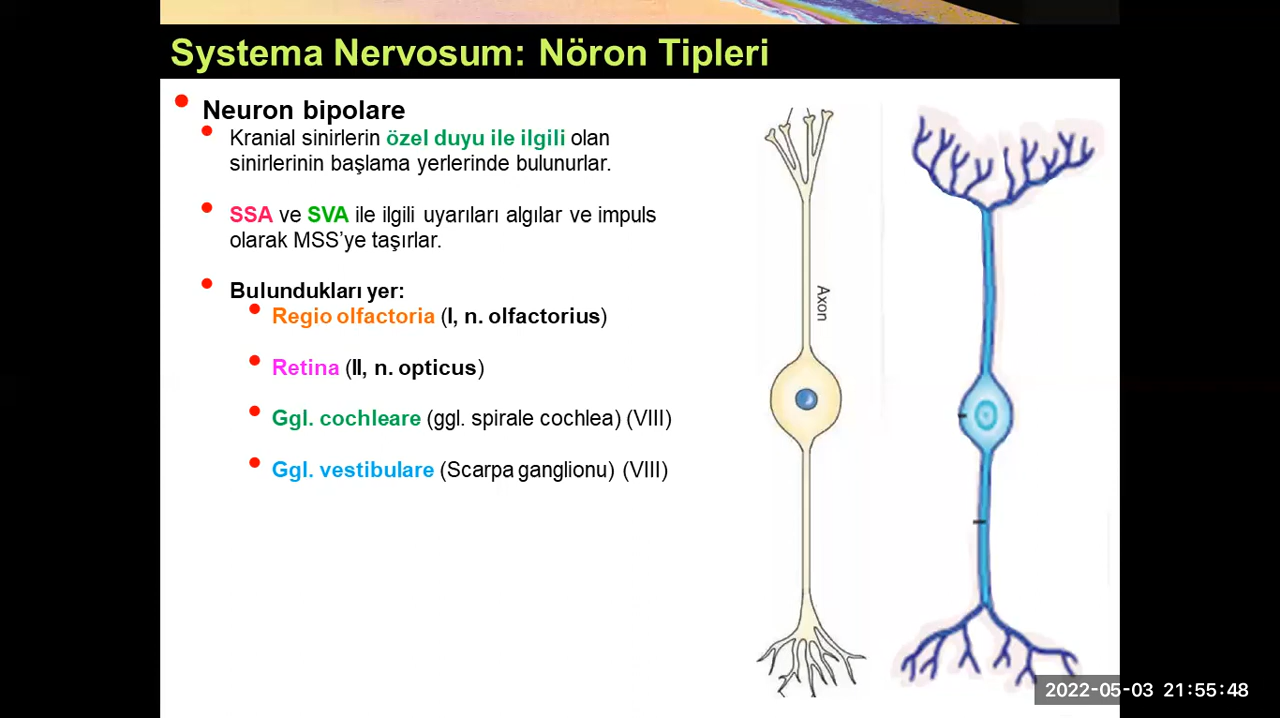 Systema Nervosum: Nöron Tipleri
Neuron bipolare
Kranial sinirlerin özel duyu ile ilgili olan
sinirlerinin başlama yerlerinde bulunurlar.
SSA ve SVA ile ilgili uyarıları algılar ve impuls
olarak MSS'ye taşırlar.
Bulundukları yer:
Regio olfactoria (I, n. olfactorius)
Retina (II, n. opticus)
Ggl. cochleare (ggl. spirale cochlea) (VIII)
Ggl. vestibulare (Scarpa ganglionu) (VIII)
Axon
2022-05-03 21:55:48